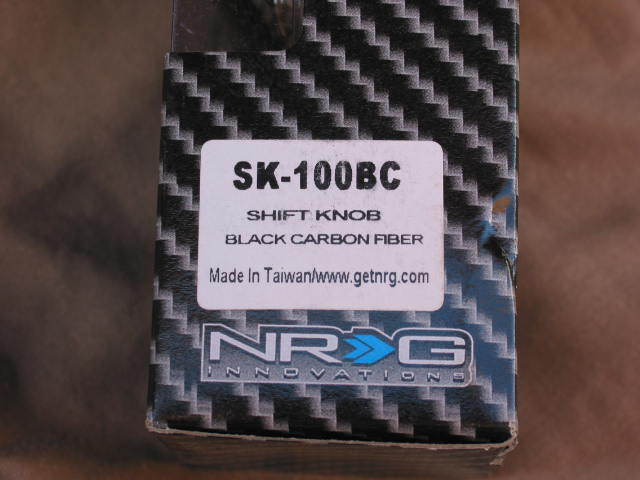 SK-100BC
SHIFT KNOB
BLACK CARBON FIBER
Made In Taiwan/www.getnrg.com
NRG
INNOVATIONS